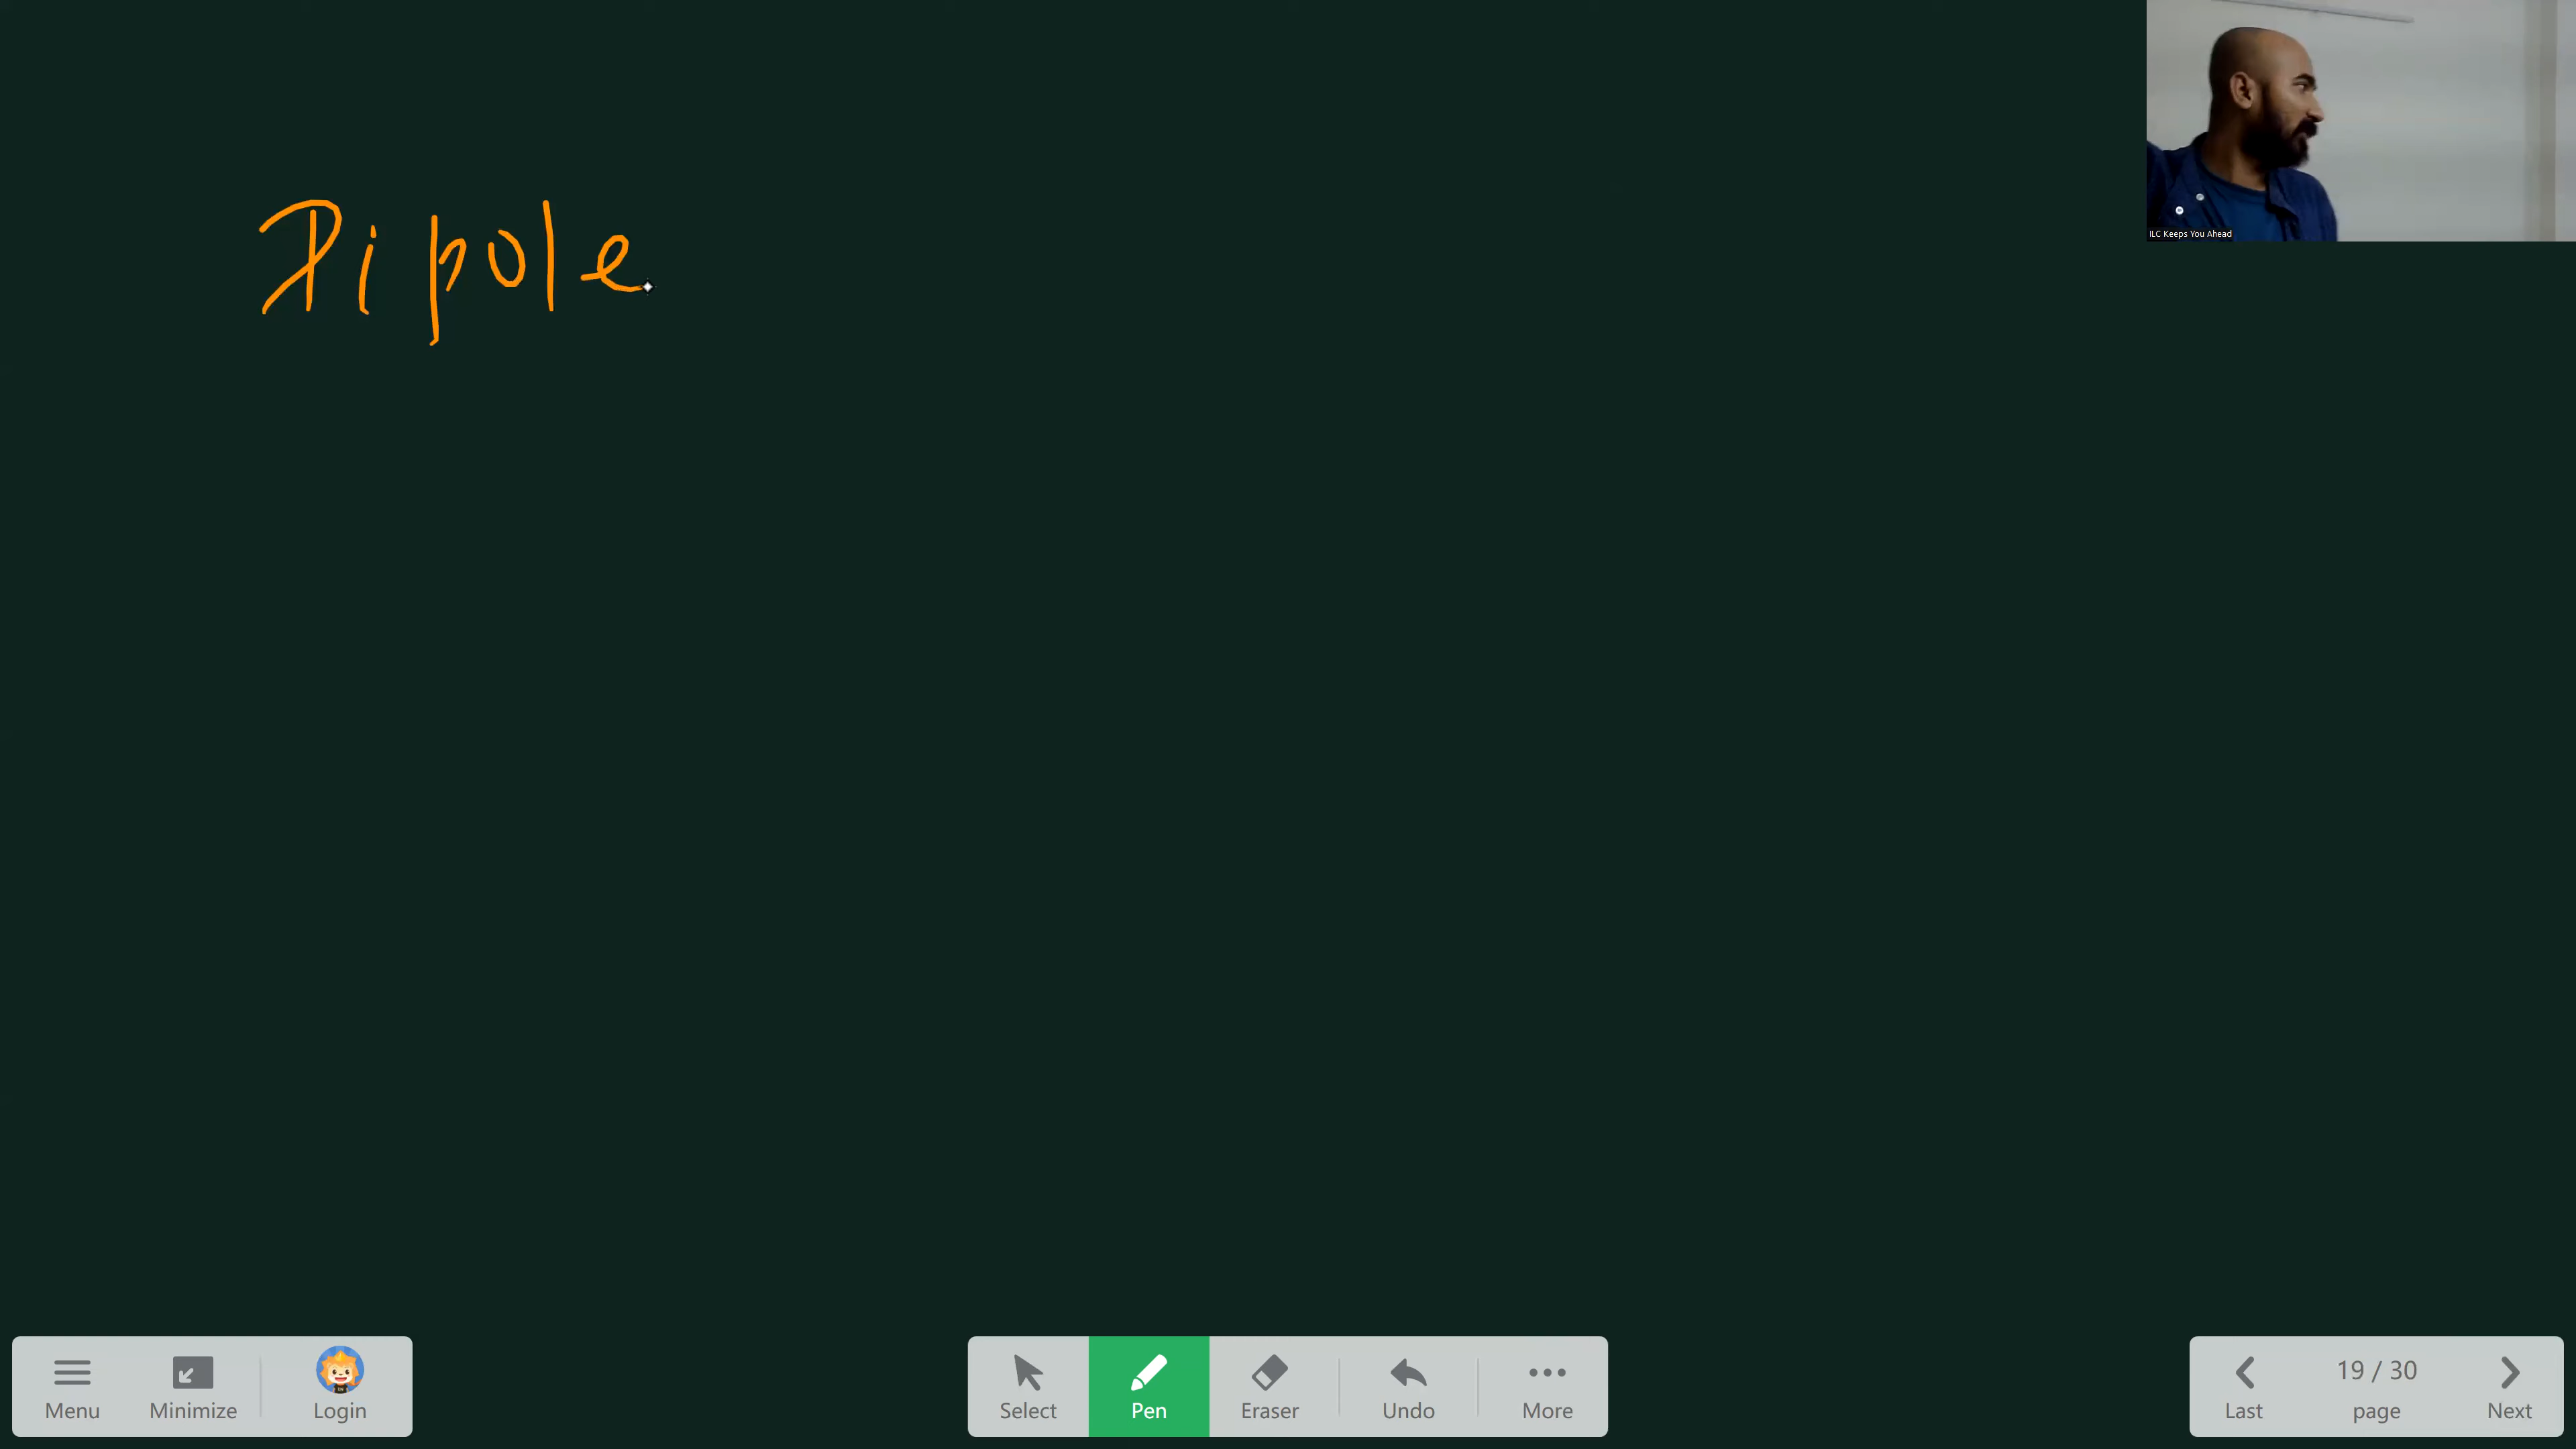 Dipole
ILC Keeps You Ahead
Menu Minimize Login
Select Pen Eraser Undo More
19 / 30
Last page Next